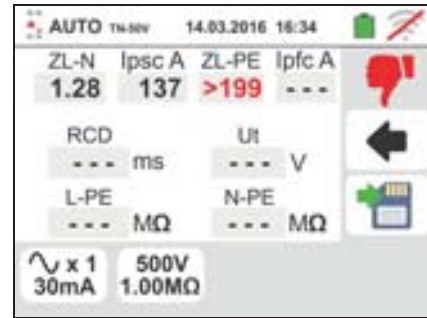 AUTO TN-50V 14.03.2016 16:34
ZL-N Ipsc A ZL-PE Ipfc A
1.28 137 >199 - - -
RCD Ut
- - - ms - - - V
L-PE N-PE
- - - MΩ - - - MΩ
x 1 500V
30mA 1.00MΩ